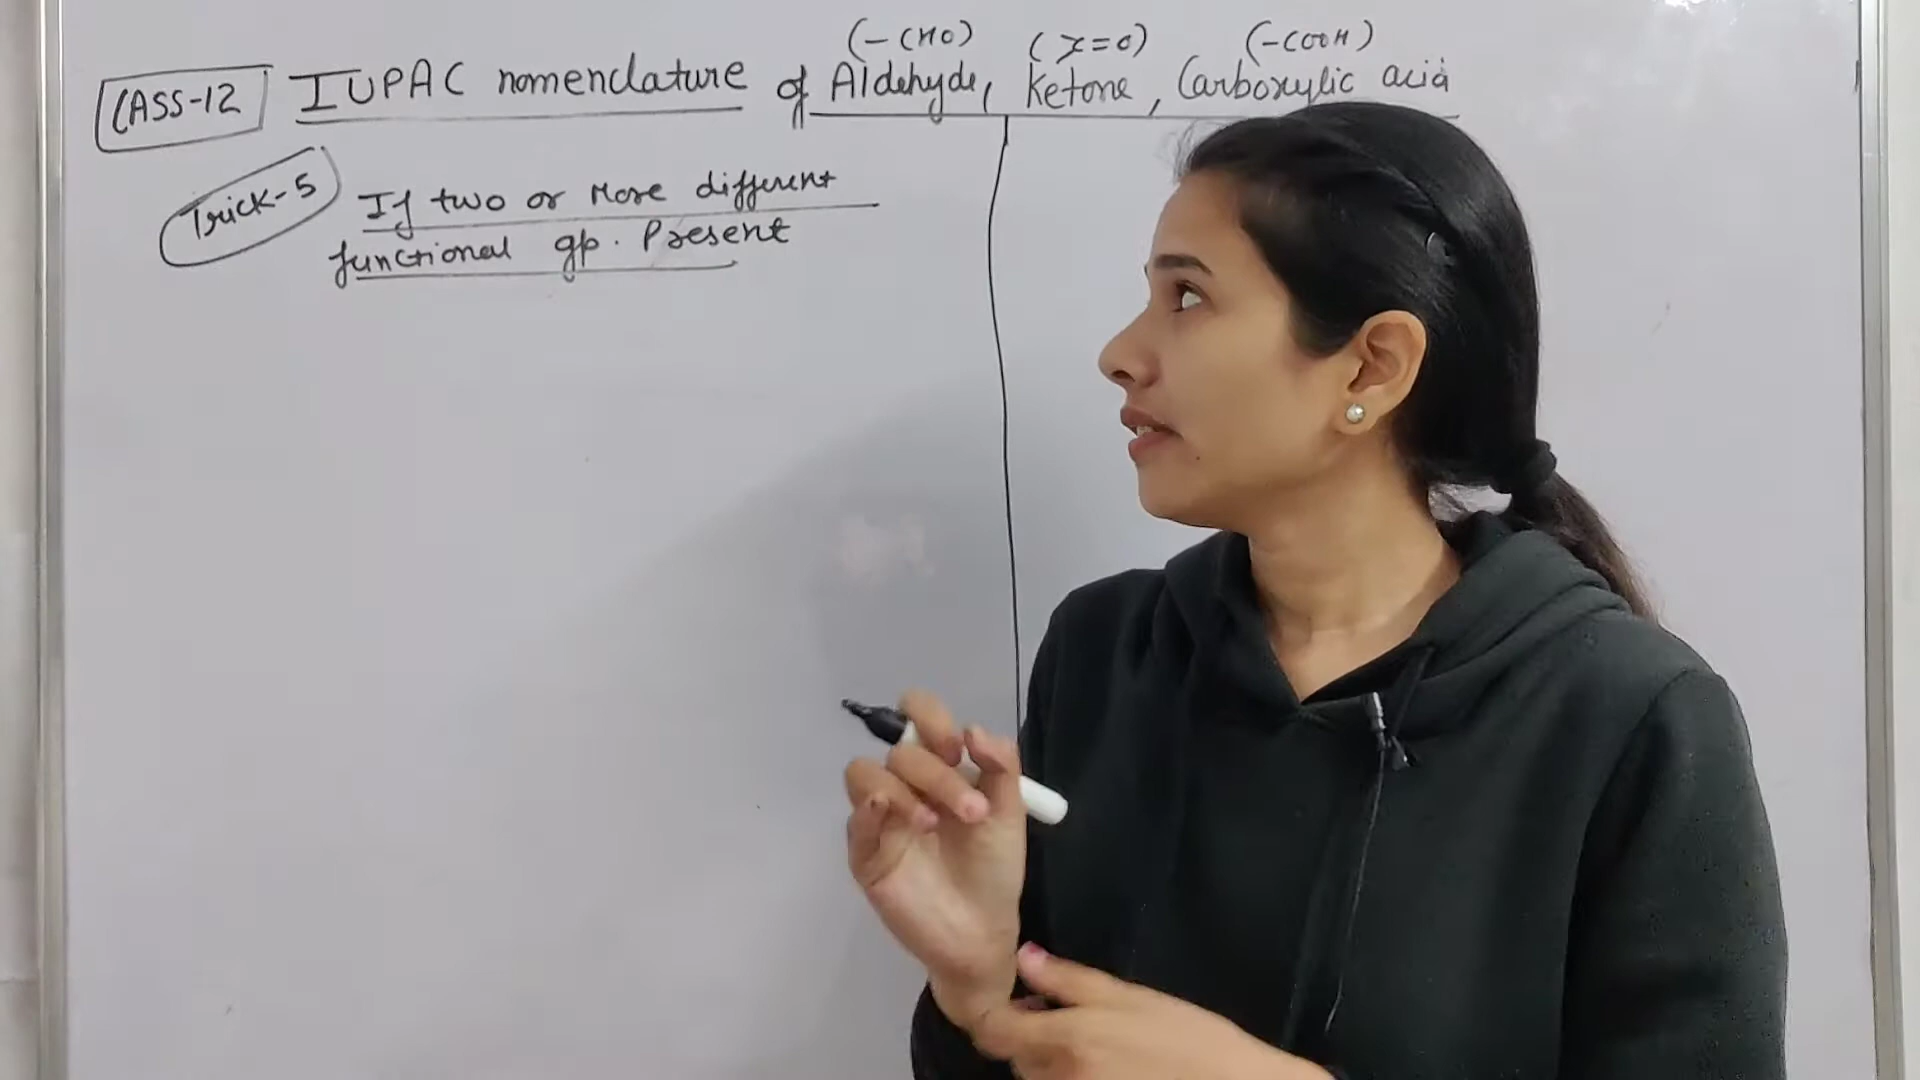 (-CHO) (>=0) (-COOH)
CLASS-12 IUPAC nomenclature of Aldehyde, Ketone, Carboxylic acid
Trick-5 If two or More different
functional gp. Present